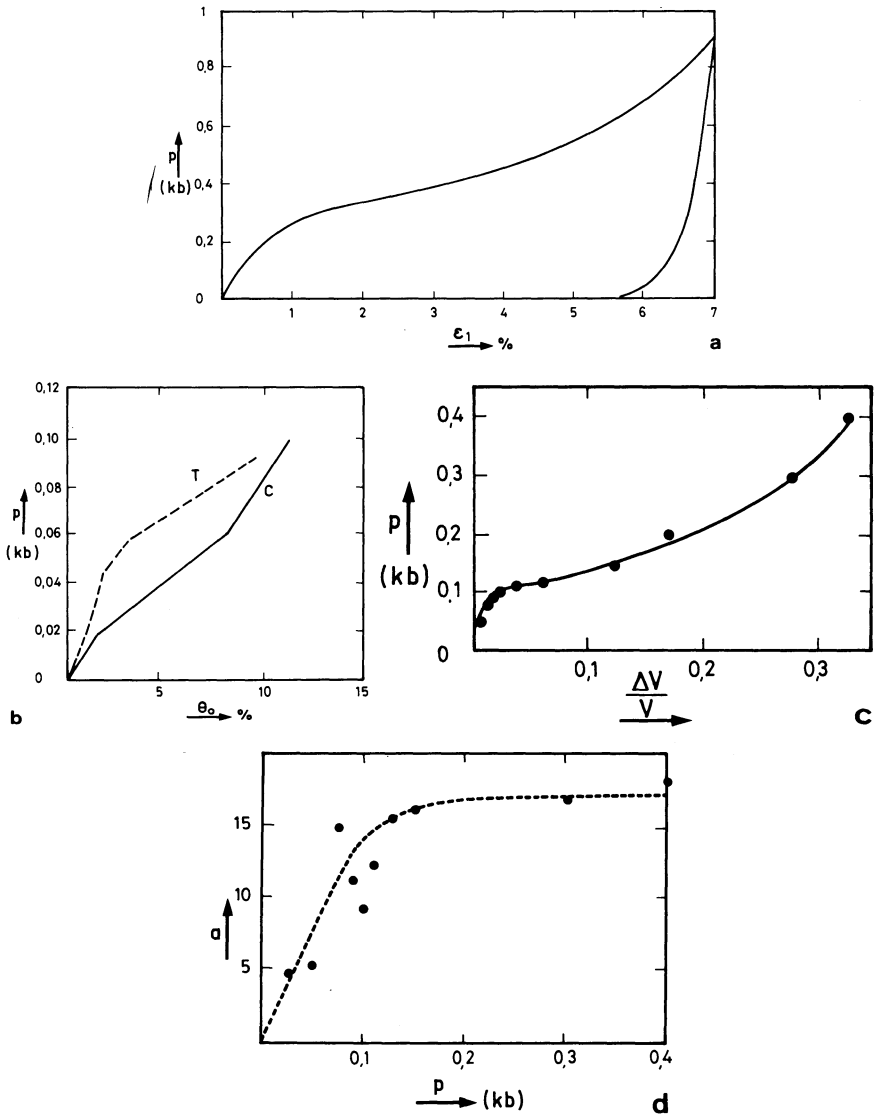 1
0,8
0,6
p
(kb)
0,4
0,2
0
1 2 3 4 5 6 7
ε₁ %
a
0,12
0,10
0,08
p
(kb)
0,06
0,04
0,02
0
T
C
5 10 15
θₒ %
b
0,4
0,3
p
0,2
(kb)
0,1
0
0,1 0,2 0,3
ΔV
V
c
15
10
a
5
0,1 0,2 0,3 0,4
p (kb)
d